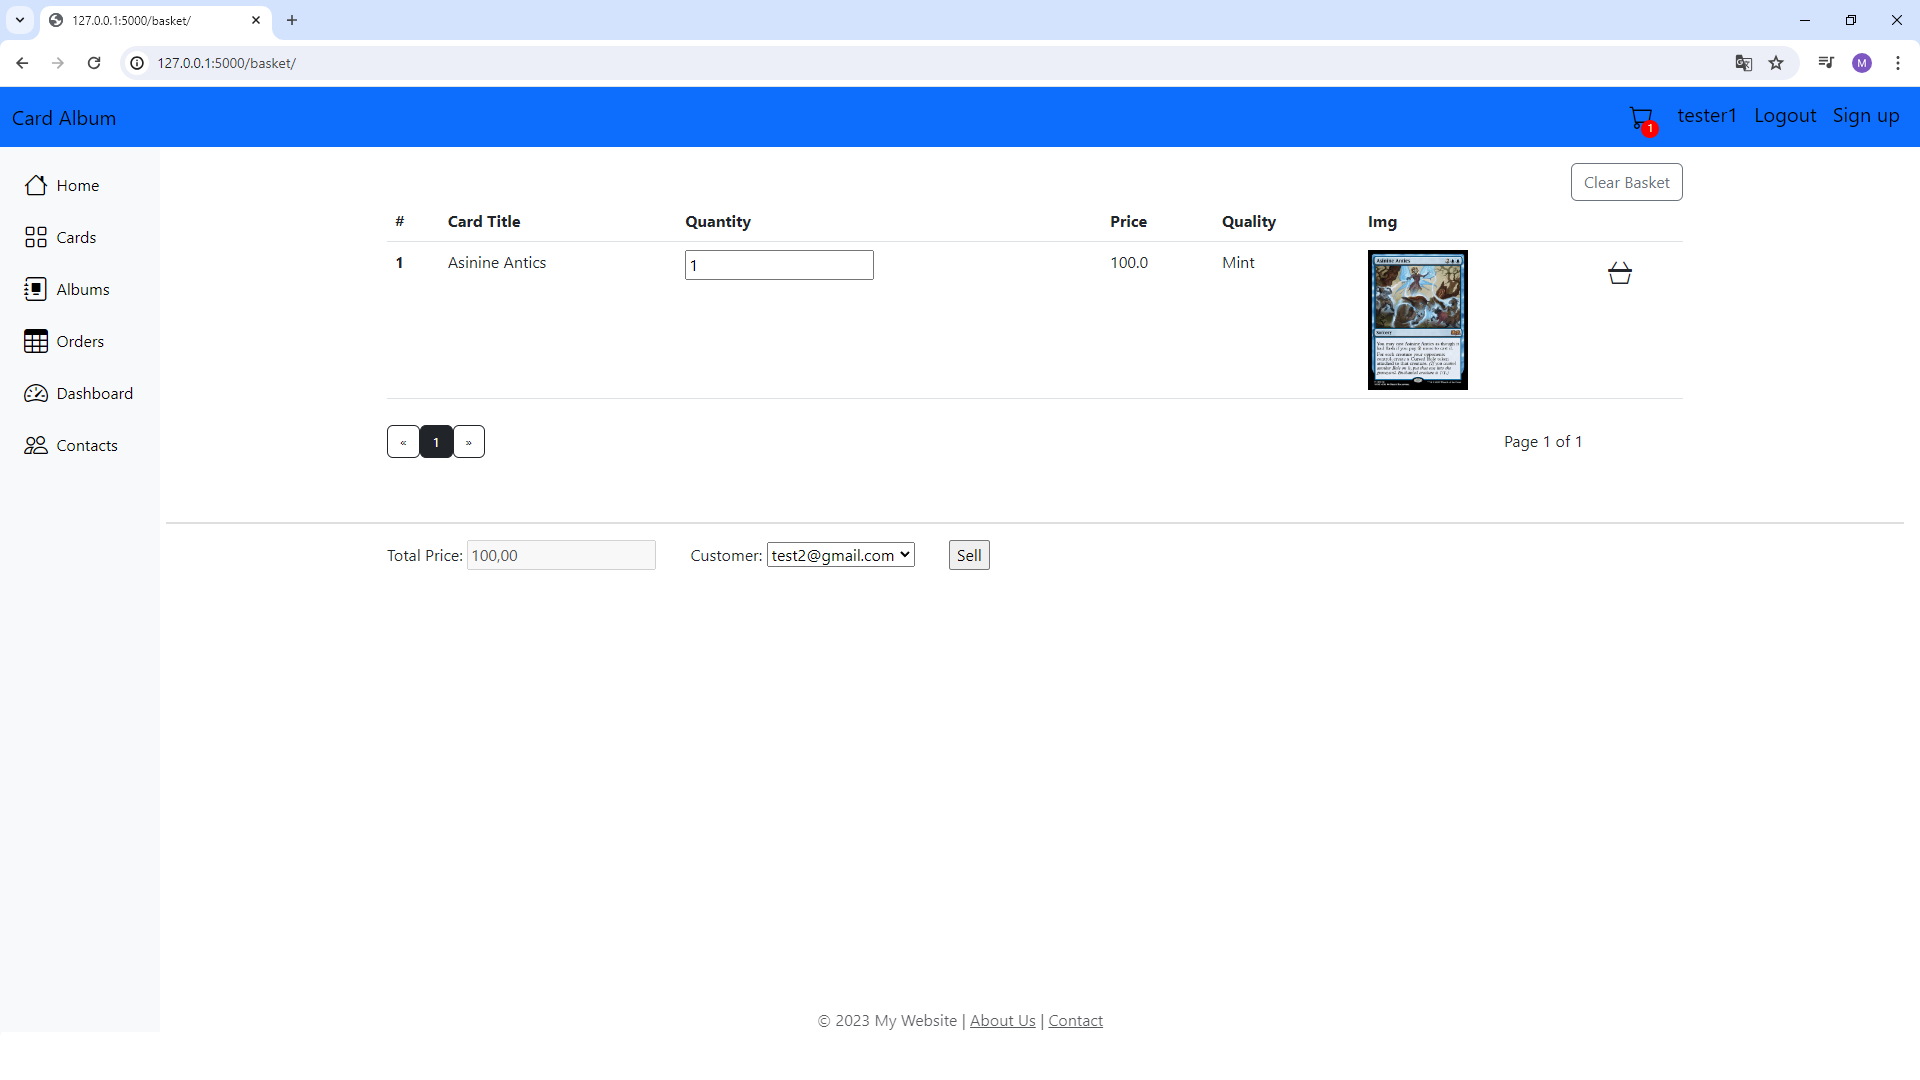 127.0.0.1:5000/basket/
127.0.0.1:5000/basket/
M
Card Album
1
tester1 Logout Sign up
Home
Cards
Albums
Orders
Dashboard
Contacts
Clear Basket
# Card Title Quantity Price Quality Img
1 Asinine Antics 1 100.0 Mint
Asinine Antics
Sorcery
« 1 »
Page 1 of 1
Total Price: 100,00 Customer: test2@gmail.com Sell
© 2023 My Website | About Us | Contact